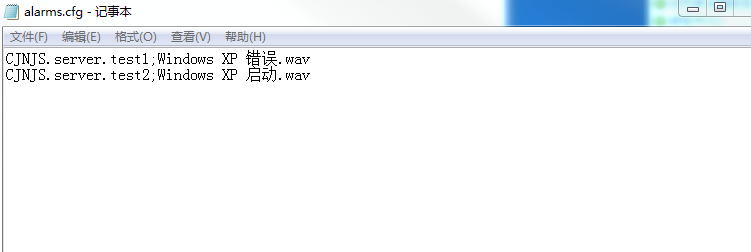 alarms.cfg - 记事本
文件(F) 编辑(E) 格式(O) 查看(V) 帮助(H)
CJNJS.server.test1;Windows XP 错误.wav
CJNJS.server.test2;Windows XP 启动.wav